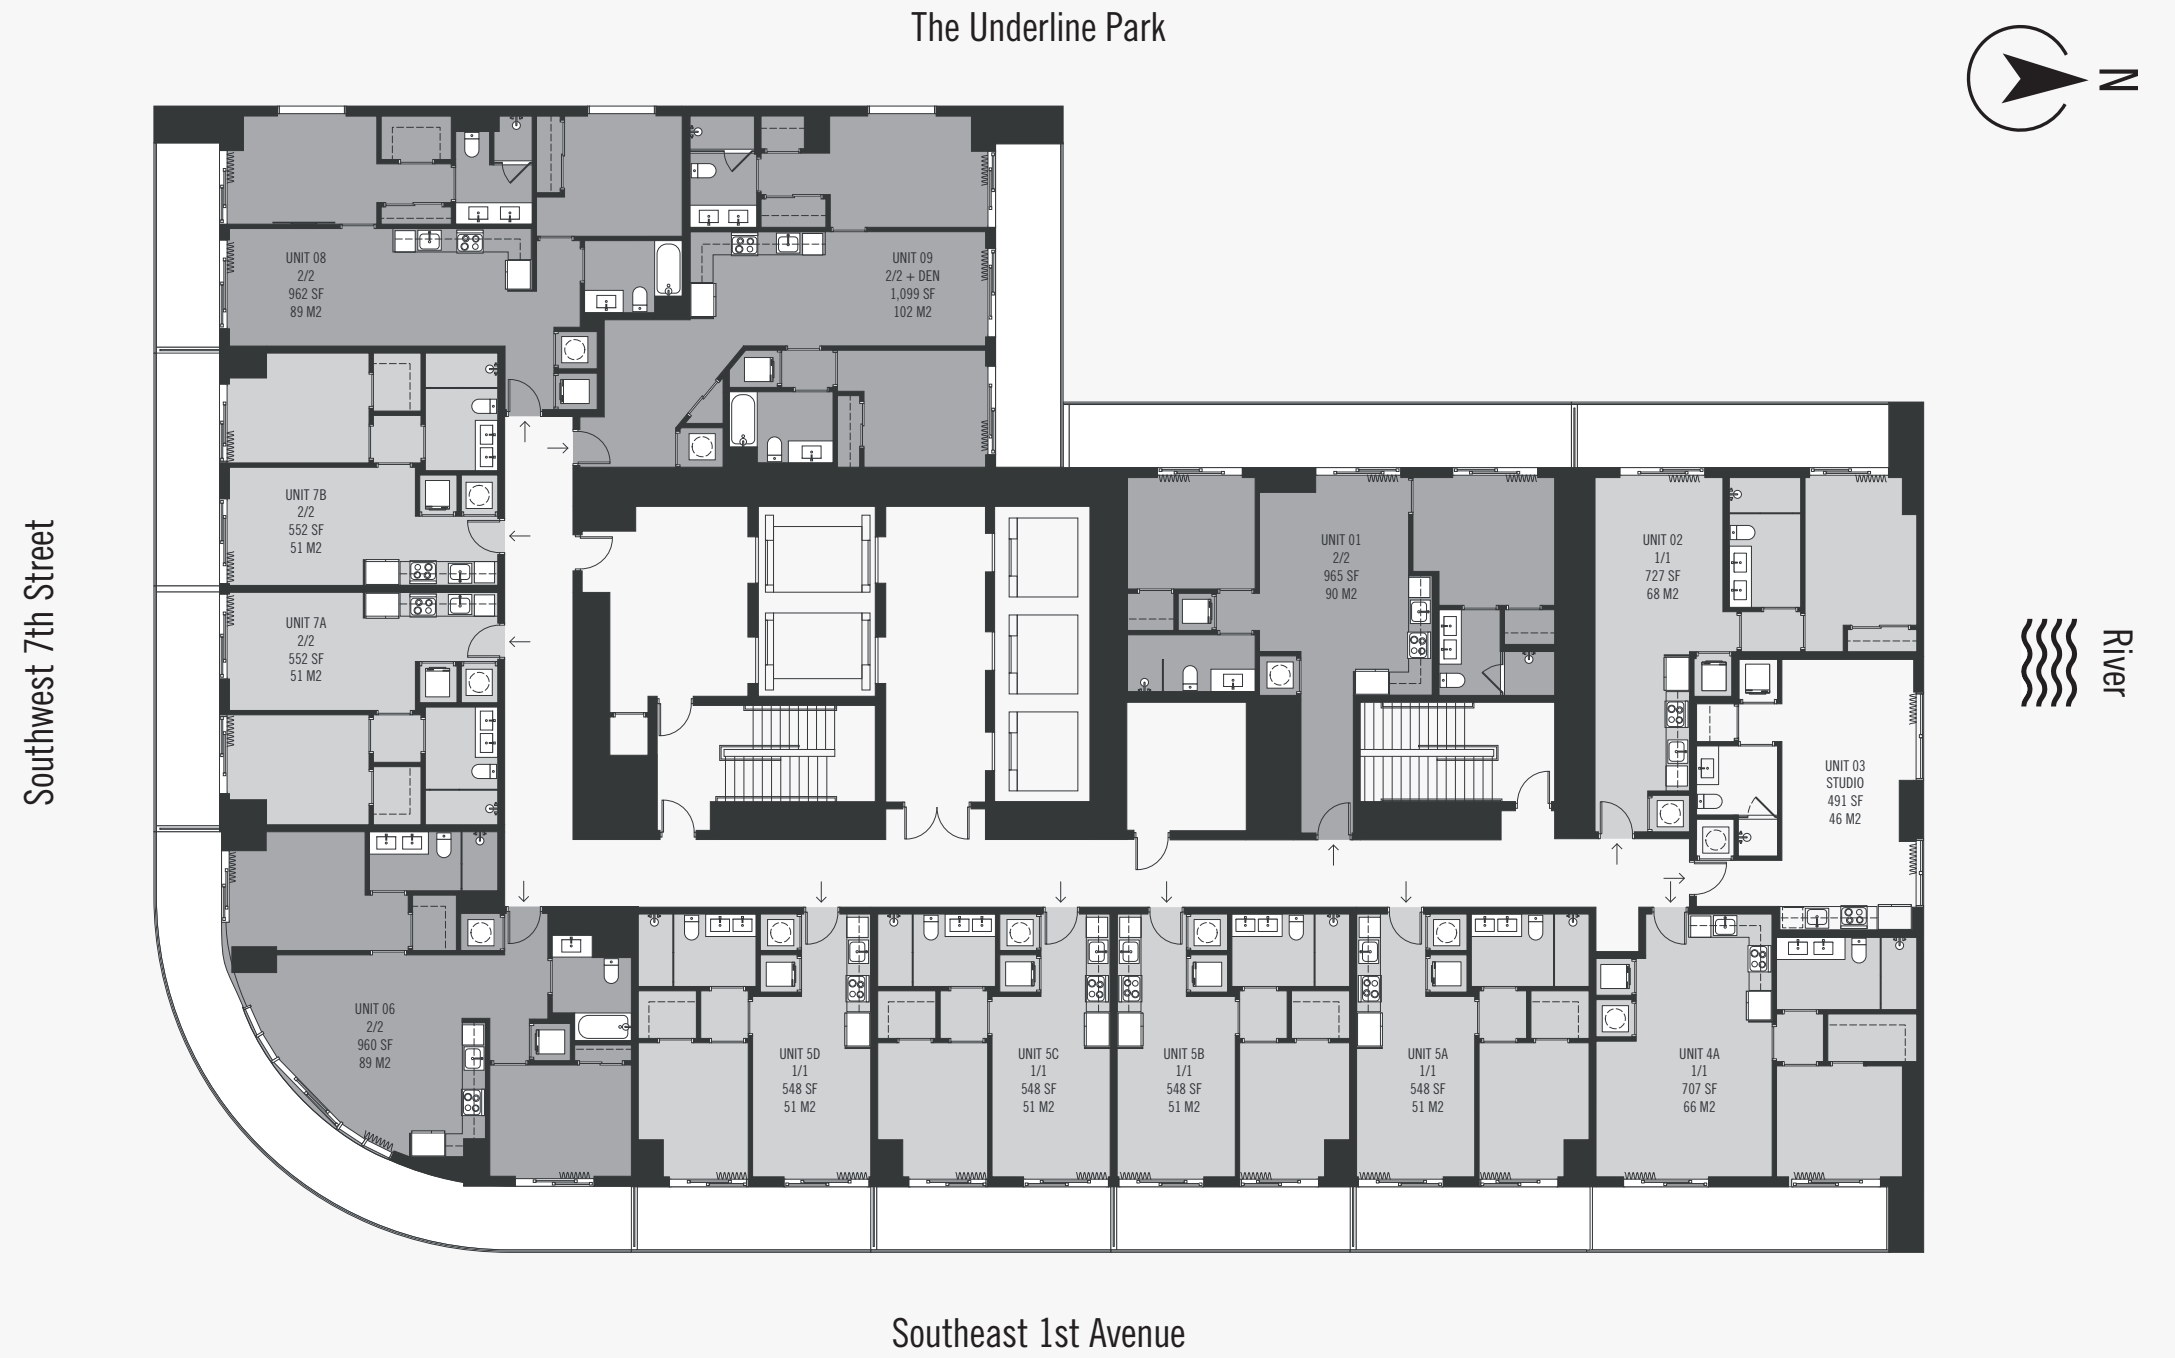 The Underline Park
N
UNIT 08
2/2
962 SF
89 M2
UNIT 09
2/2 + DEN
1,099 SF
102 M2
UNIT 7B
2/2
552 SF
51 M2
UNIT 01
2/2
965 SF
90 M2
UNIT 02
1/1
727 SF
68 M2
Southwest 7th Street
UNIT 7A
2/2
552 SF
51 M2
River
UNIT 03
STUDIO
491 SF
46 M2
UNIT 06
2/2
960 SF
89 M2
UNIT 5D
1/1
548 SF
51 M2
UNIT 5C
1/1
548 SF
51 M2
UNIT 5B
1/1
548 SF
51 M2
UNIT 5A
1/1
548 SF
51 M2
UNIT 4A
1/1
707 SF
66 M2
Southeast 1st Avenue